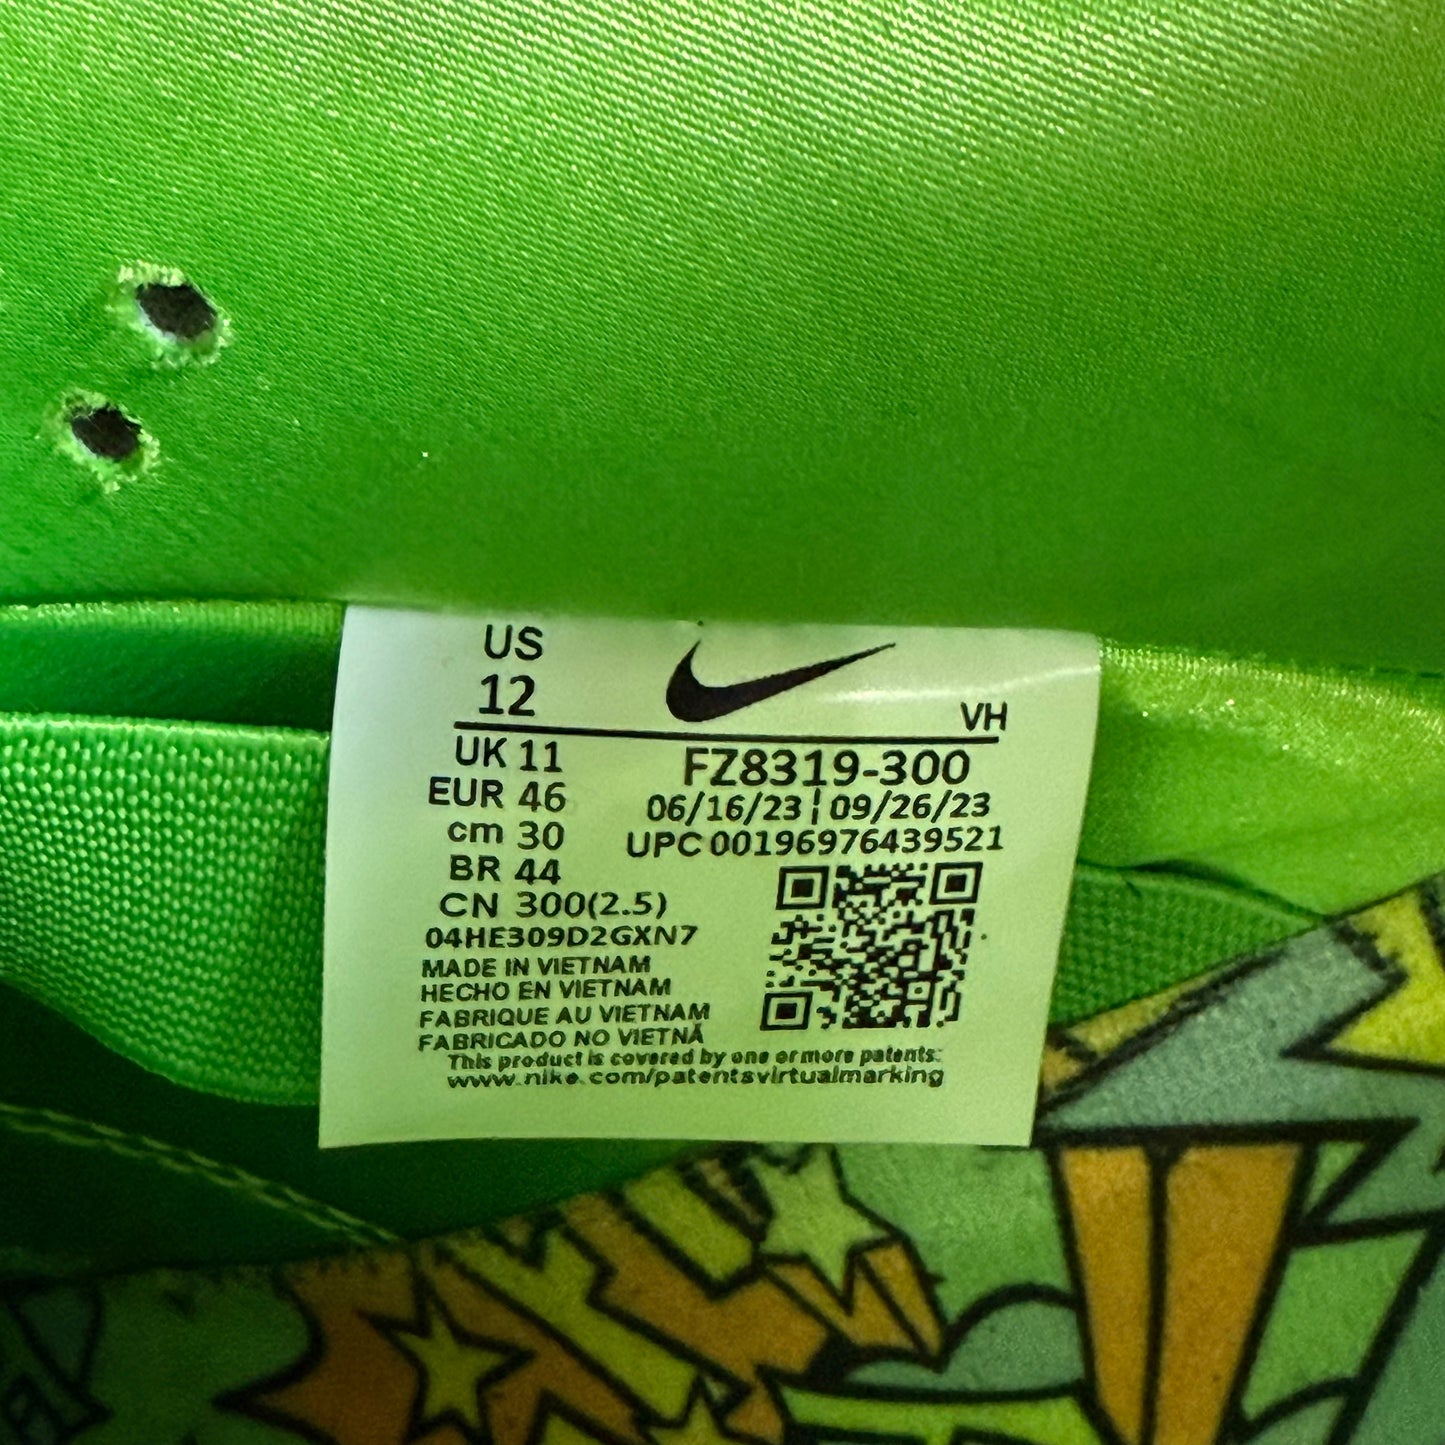 US
12
VH
UK 11
FZ8319-300
EUR 46
06/16/23 | 09/26/23
cm 30
UPC 00196976439521
BR 44
CN 300(2.5)
04HE309D2GXN7
MADE IN VIETNAM
HECHO EN VIETNAM
FABRIQUE AU VIETNAM
FABRICADO NO VIETNÃ
This product is covered by one or more patents:
www.nike.com/patentsvirtualmarking